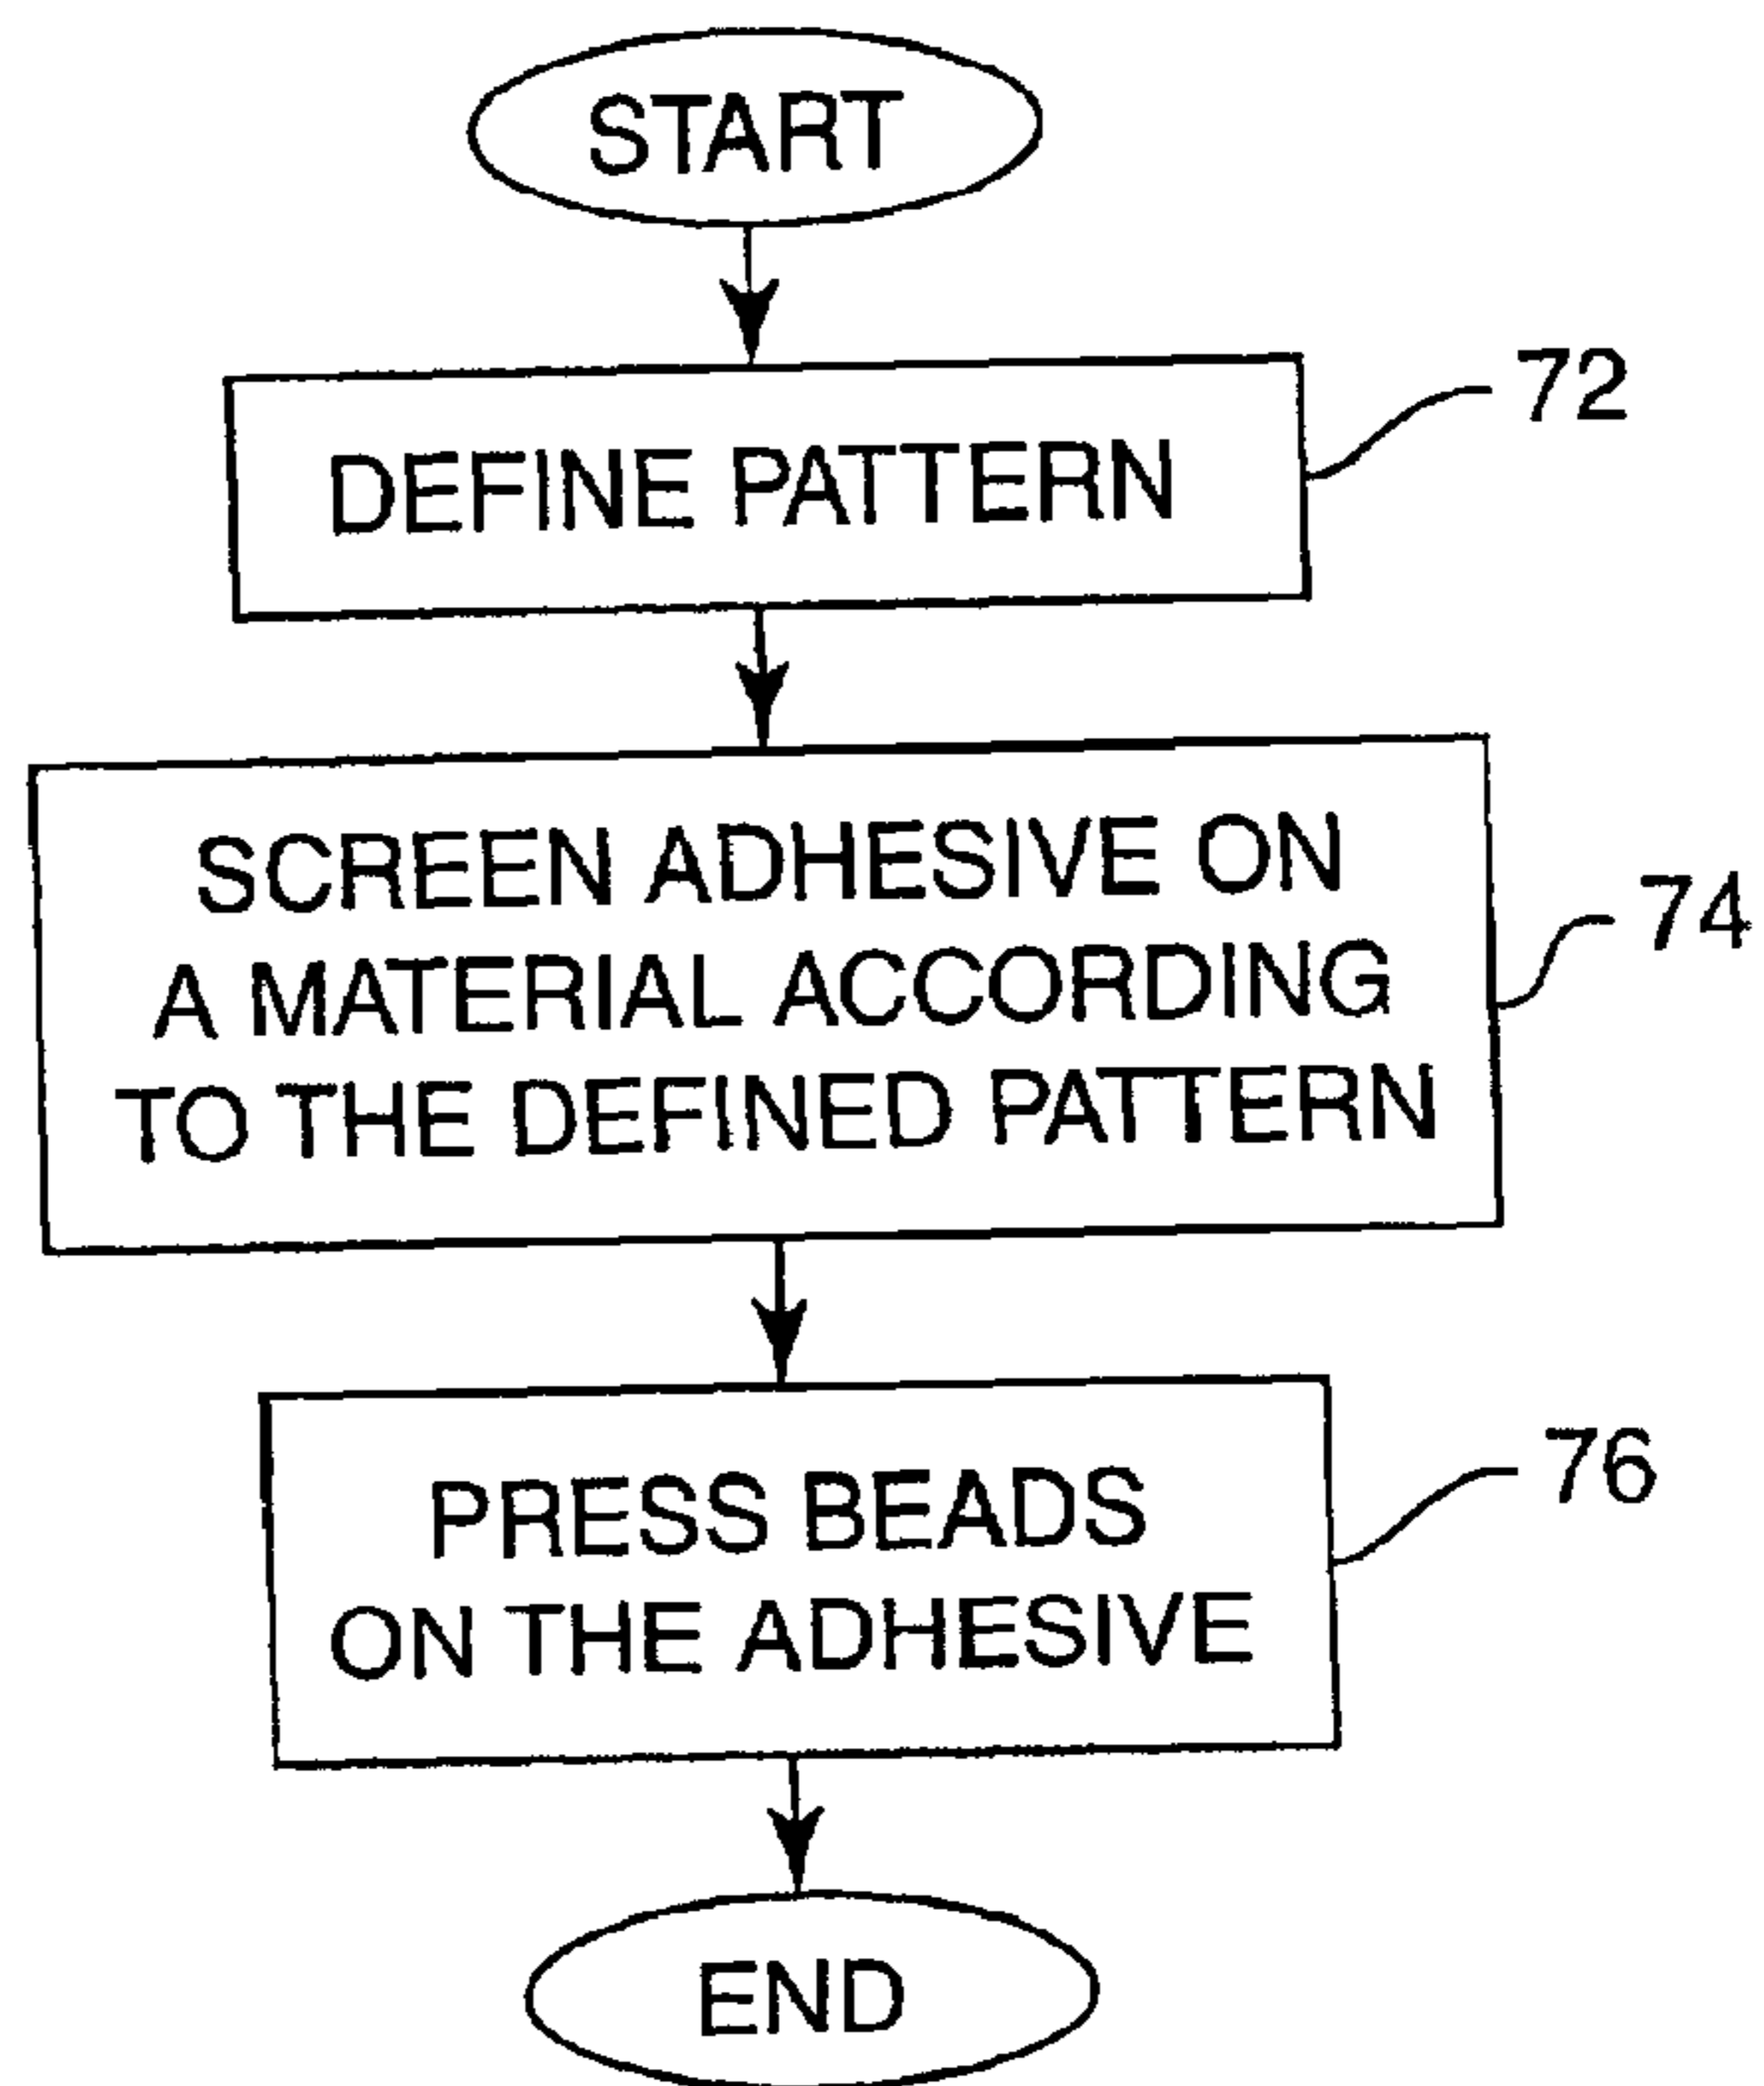 START
DEFINE PATTERN
72
SCREEN ADHESIVE ON
A MATERIAL ACCORDING
TO THE DEFINED PATTERN
74
PRESS BEADS
ON THE ADHESIVE
76
END